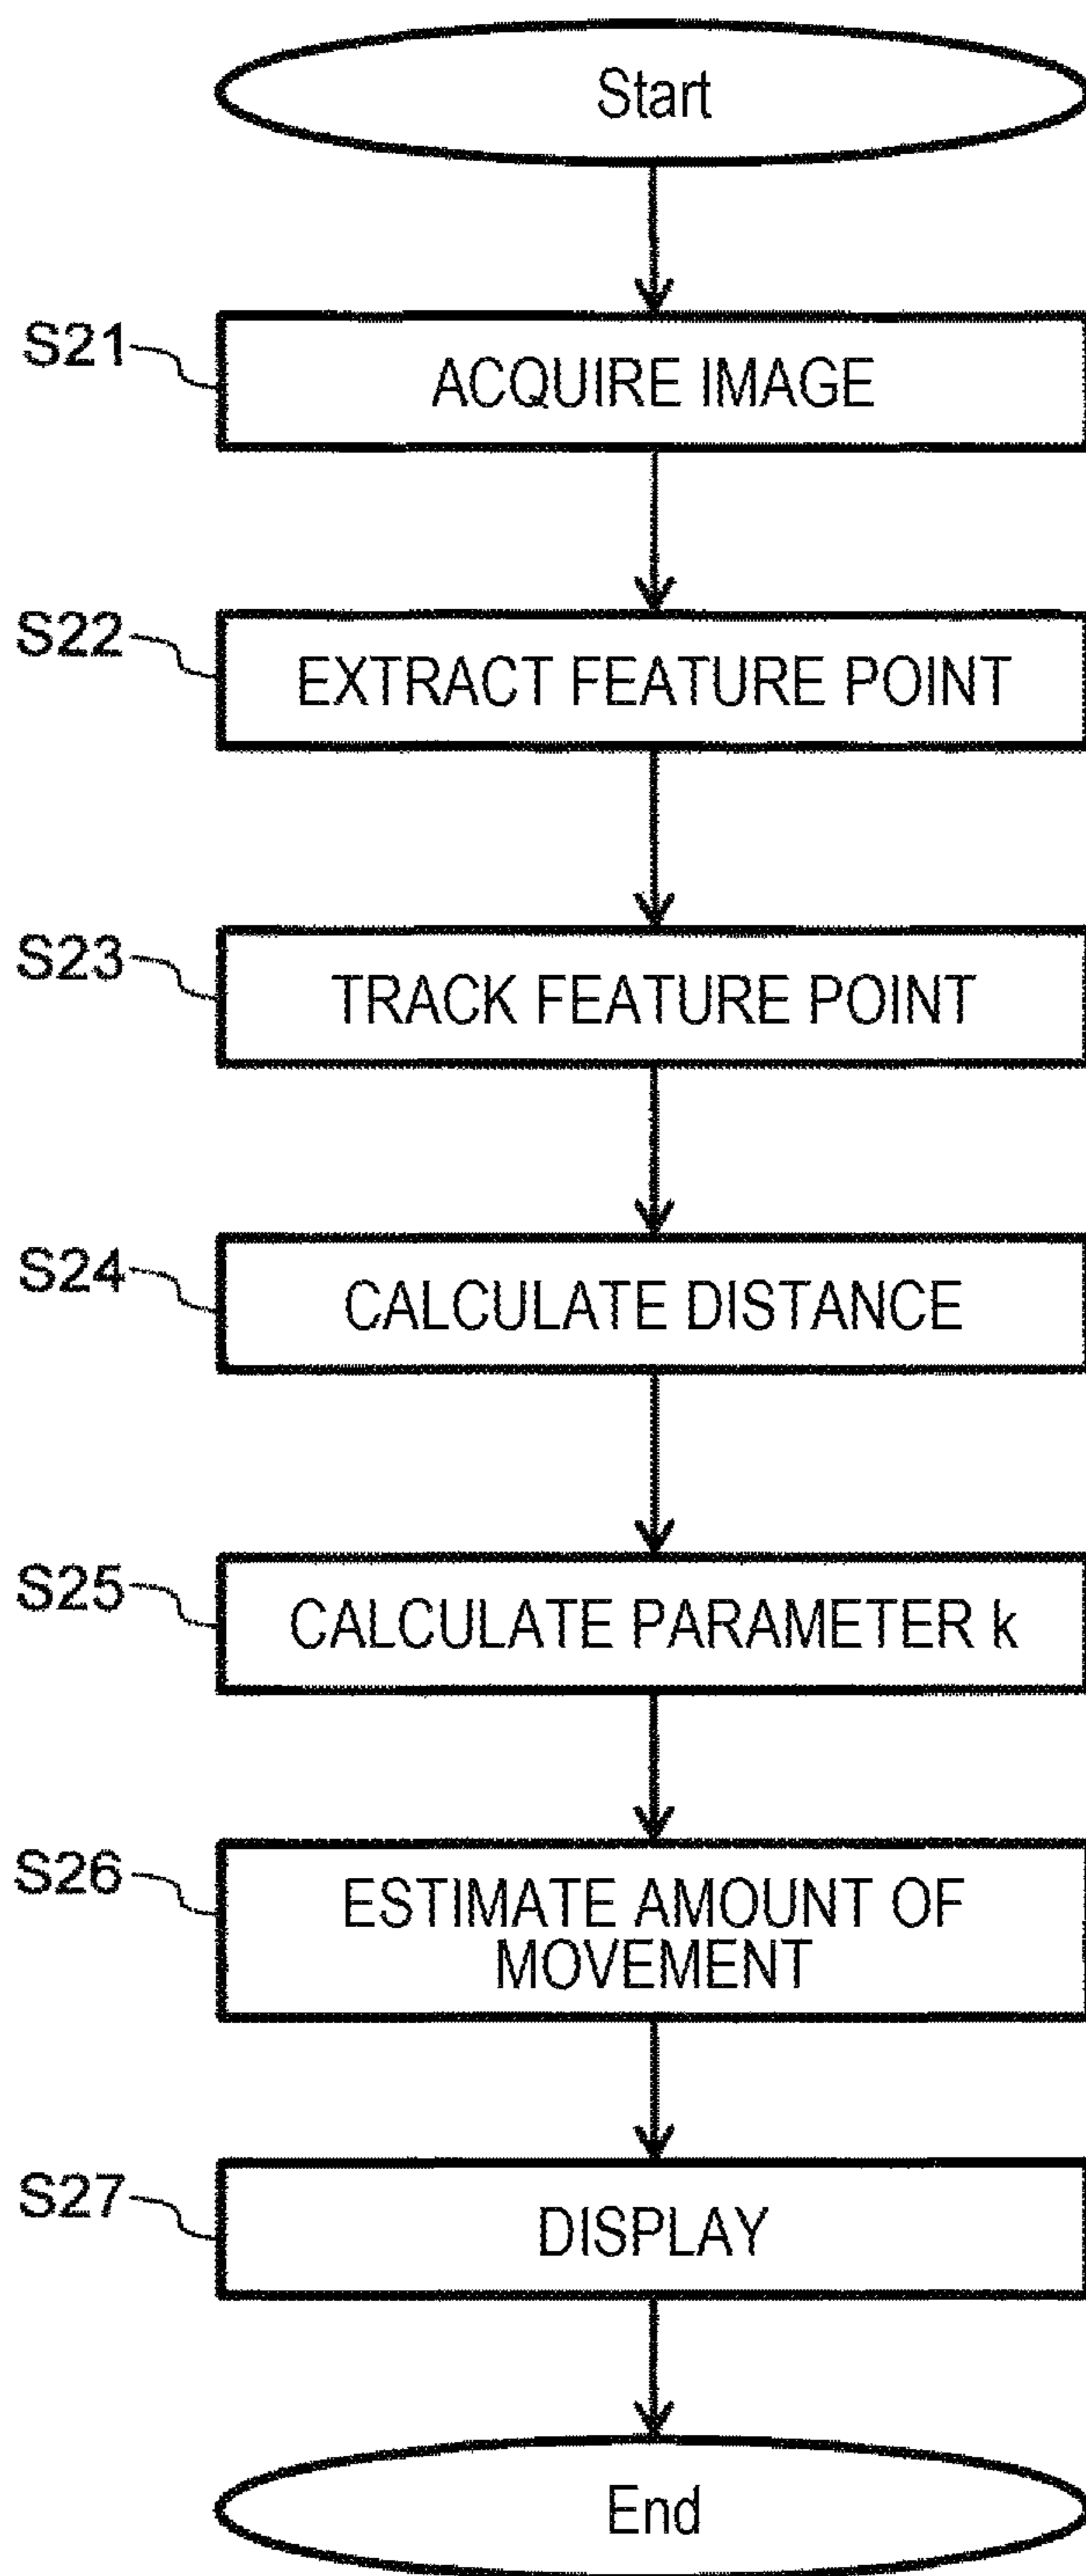 Start
S21
ACQUIRE IMAGE
S22
EXTRACT FEATURE POINT
S23
TRACK FEATURE POINT
S24
CALCULATE DISTANCE
S25
CALCULATE PARAMETER k
S26
ESTIMATE AMOUNT OF
MOVEMENT
S27
DISPLAY
End